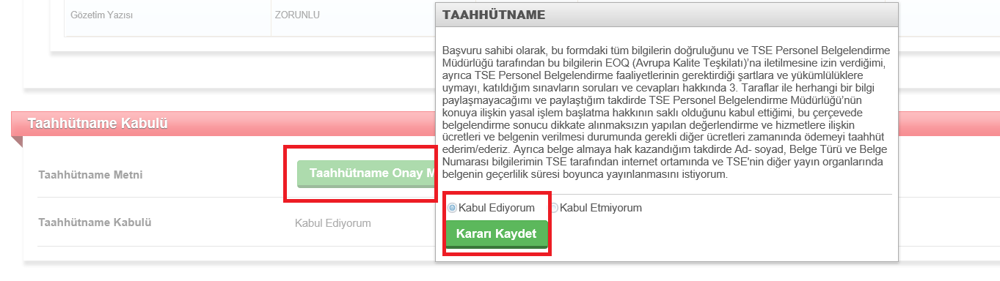 Gözetim Yazısı
ZORUNLU
TAAHHÜTNAME
Başvuru sahibi olarak, bu formdaki tüm bilgilerin doğruluğunu ve TSE Personel Belgelendirme
Müdürlüğü tarafından bu bilgilerin EOQ (Avrupa Kalite Teşkilatı)'na iletilmesine izin verdiğimi,
ayrıca TSE Personel Belgelendirme faaliyetlerinin gerektirdiği şartlara ve yükümlülüklere
uymayı, katıldığım sınavların soruları ve cevapları hakkında 3. Taraflar ile herhangi bir bilgi
paylaşmayacağımı ve paylaştığım takdirde TSE Personel Belgelendirme Müdürlüğü'nün
konuya ilişkin yasal işlem başlatma hakkının saklı olduğunu kabul ettiğimi, bu çerçevede
belgelendirme sonucu dikkate alınmaksızın yapılan değerlendirme ve hizmetlere ilişkin
ücretleri ve belgenin verilmesi durumunda gerekli diğer ücretleri zamanında ödemeyi taahhüt
ederim/ederiz. Ayrıca belge almaya hak kazandığım takdirde Ad- soyad, Belge Türü ve Belge
Numarası bilgilerimin TSE tarafından internet ortamında ve TSE'nin diğer yayın organlarında
belgenin geçerlilik süresi boyunca yayınlanmasını istiyorum.
Kabul Ediyorum
Kabul Etmiyorum
Kararı Kaydet
Taahhütname Kabulü
Taahhütname Metni
Taahhütname Onay M
Taahhütname Kabulü
Kabul Ediyorum